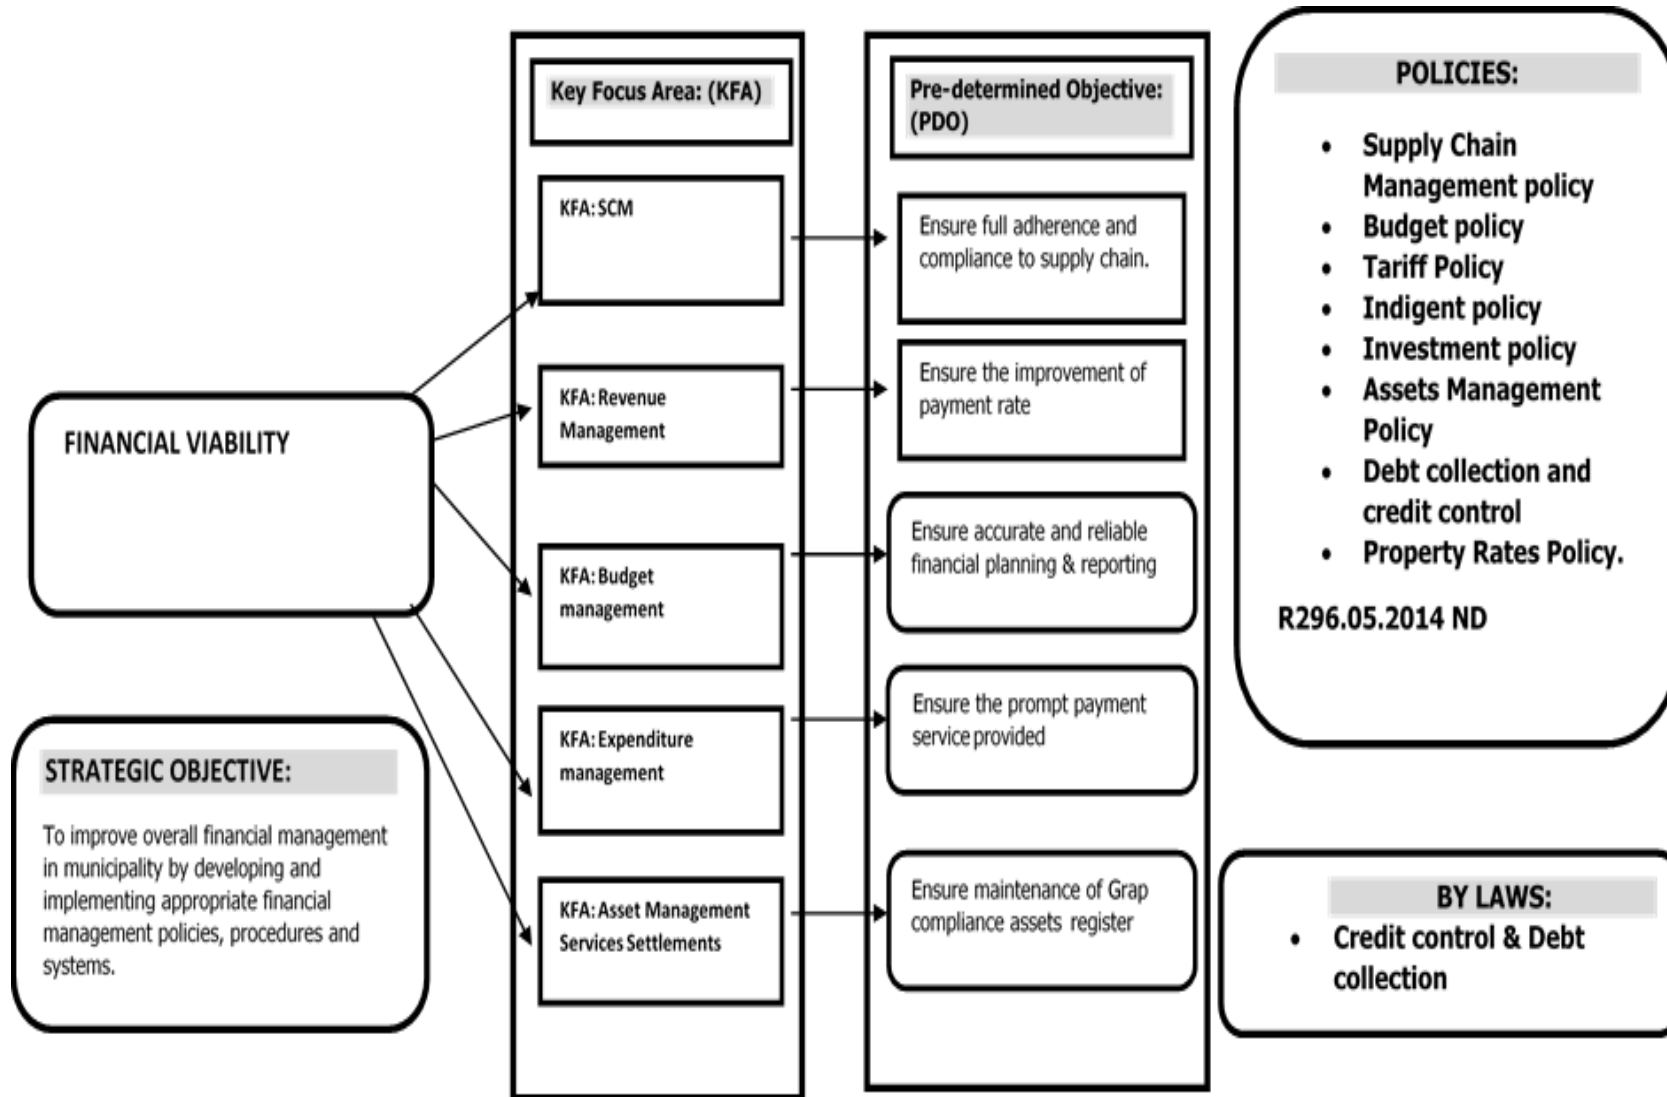 FINANCIAL VIABILITY
STRATEGIC OBJECTIVE:
To improve overall financial management
in municipality by developing and
implementing appropriate financial
management policies, procedures and
systems.
Key Focus Area: (KFA)
KFA: SCM
KFA: Revenue
Management
KFA: Budget
management
KFA: Expenditure
management
KFA: Asset Management
Services Settlements
Pre-determined Objective:
(PDO)
Ensure full adherence and
compliance to supply chain.
Ensure the improvement of
payment rate
Ensure accurate and reliable
financial planning & reporting
Ensure the prompt payment
service provided
Ensure maintenance of Grap
compliance assets register
POLICIES:
• Supply Chain
Management policy
• Budget policy
• Tariff Policy
• Indigent policy
• Investment policy
• Assets Management
Policy
• Debt collection and
credit control
• Property Rates Policy.
R296.05.2014 ND
BY LAWS:
• Credit control & Debt
collection